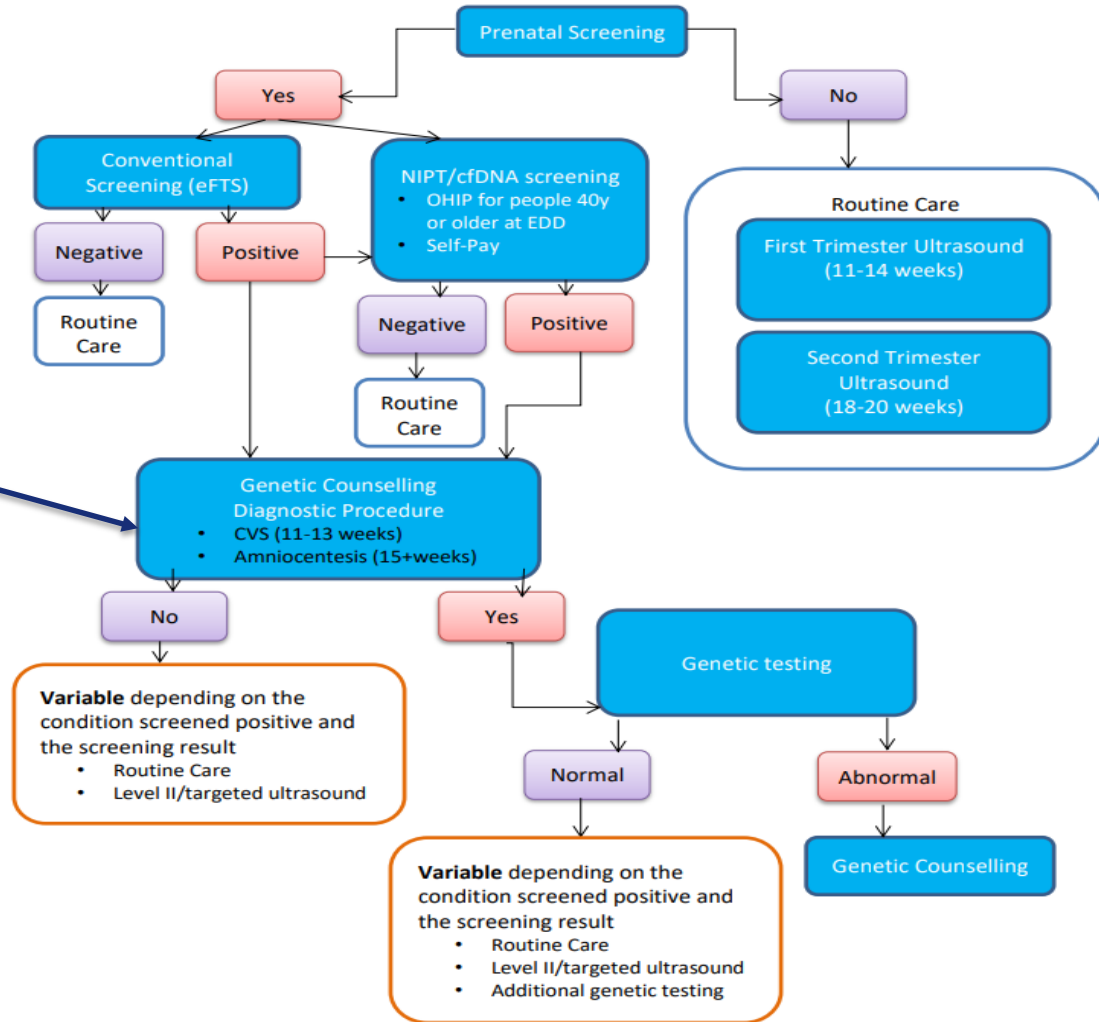 Prenatal Screening
Yes
No
Conventional
Screening (eFTS)
NIPT/cfDNA screening
• OHIP for people 40y
or older at EDD
• Self-Pay
Negative
Positive
Routine
Care
Negative
Positive
Routine
Care
Routine Care
First Trimester Ultrasound
(11-14 weeks)
Second Trimester
Ultrasound
(18-20 weeks)
Genetic Counselling
Diagnostic Procedure
• CVS (11-13 weeks)
• Amniocentesis (15+weeks)
No
Yes
Variable depending on the
condition screened positive and
the screening result
• Routine Care
• Level II/targeted ultrasound
Genetic testing
Normal
Abnormal
Variable depending on the
condition screened positive and
the screening result
• Routine Care
• Level II/targeted ultrasound
• Additional genetic testing
Genetic Counselling